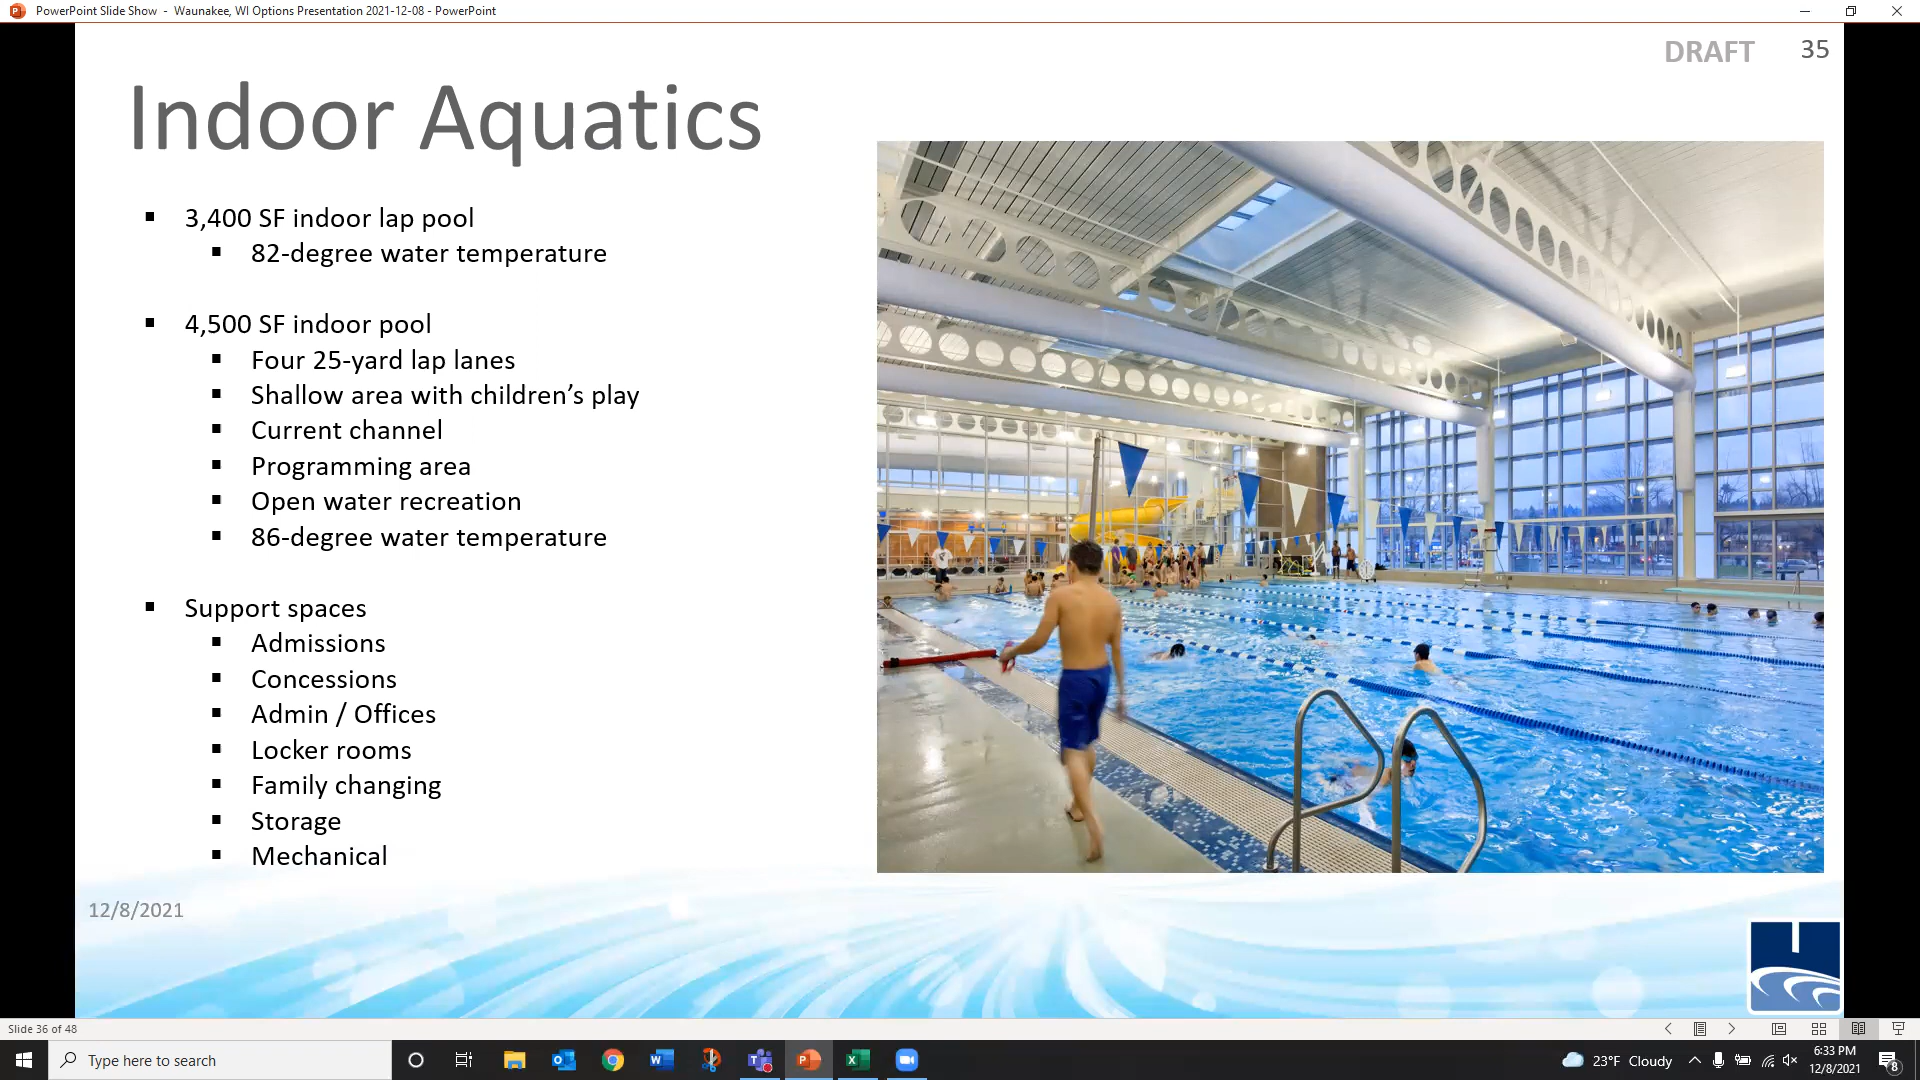 PowerPoint Slide Show - Waunakee, WI Options Presentation 2021-12-08 - PowerPoint
DRAFT 35
Indoor Aquatics
▪ 3,400 SF indoor lap pool
▪ 82-degree water temperature
▪ 4,500 SF indoor pool
▪ Four 25-yard lap lanes
▪ Shallow area with children’s play
▪ Current channel
▪ Programming area
▪ Open water recreation
▪ 86-degree water temperature
▪ Support spaces
▪ Admissions
▪ Concessions
▪ Admin / Offices
▪ Locker rooms
▪ Family changing
▪ Storage
▪ Mechanical
12/8/2021
Slide 36 of 48
Type here to search
23°F Cloudy
6:33 PM
12/8/2021
8